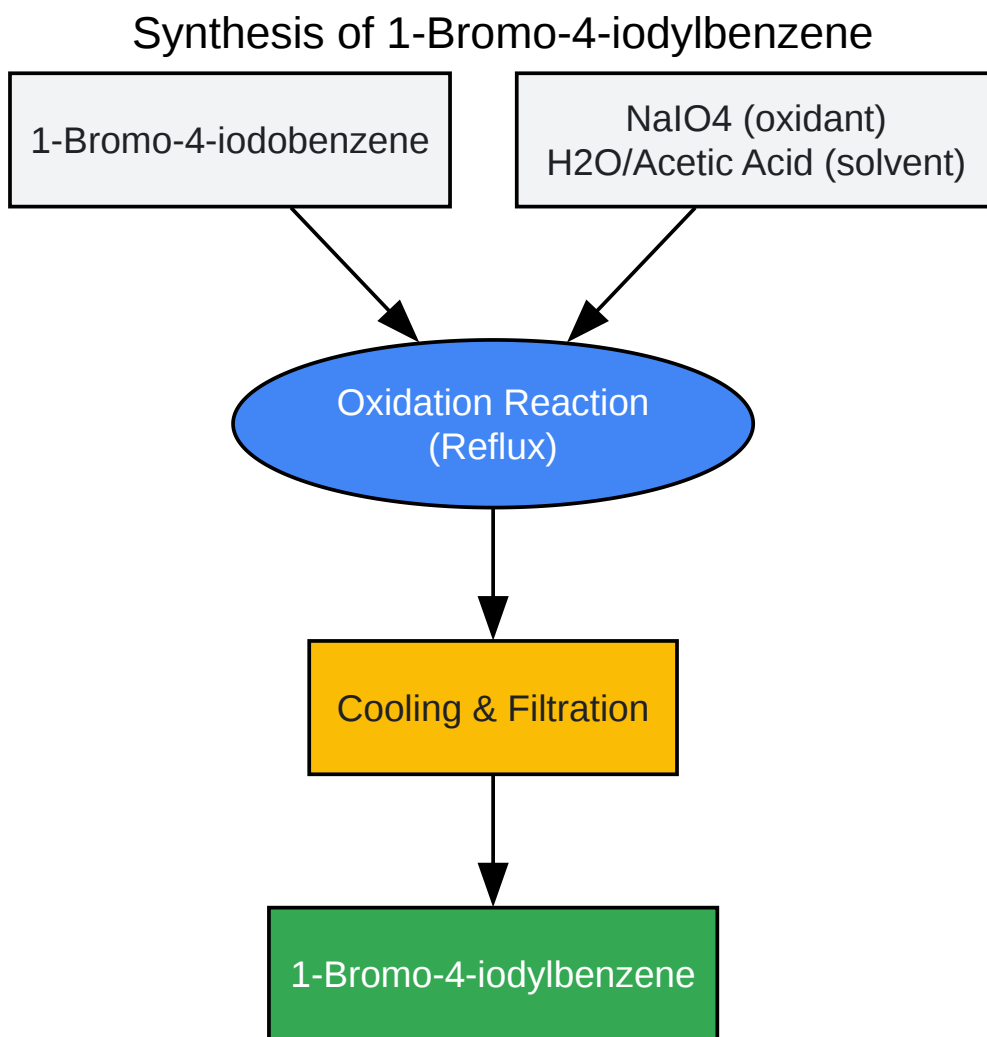 Synthesis of 1-Bromo-4-iodylbenzene
1-Bromo-4-iodobenzene
NaIO4 (oxidant)
H2O/Acetic Acid (solvent)
Oxidation Reaction
(Reflux)
Cooling & Filtration
1-Bromo-4-iodylbenzene